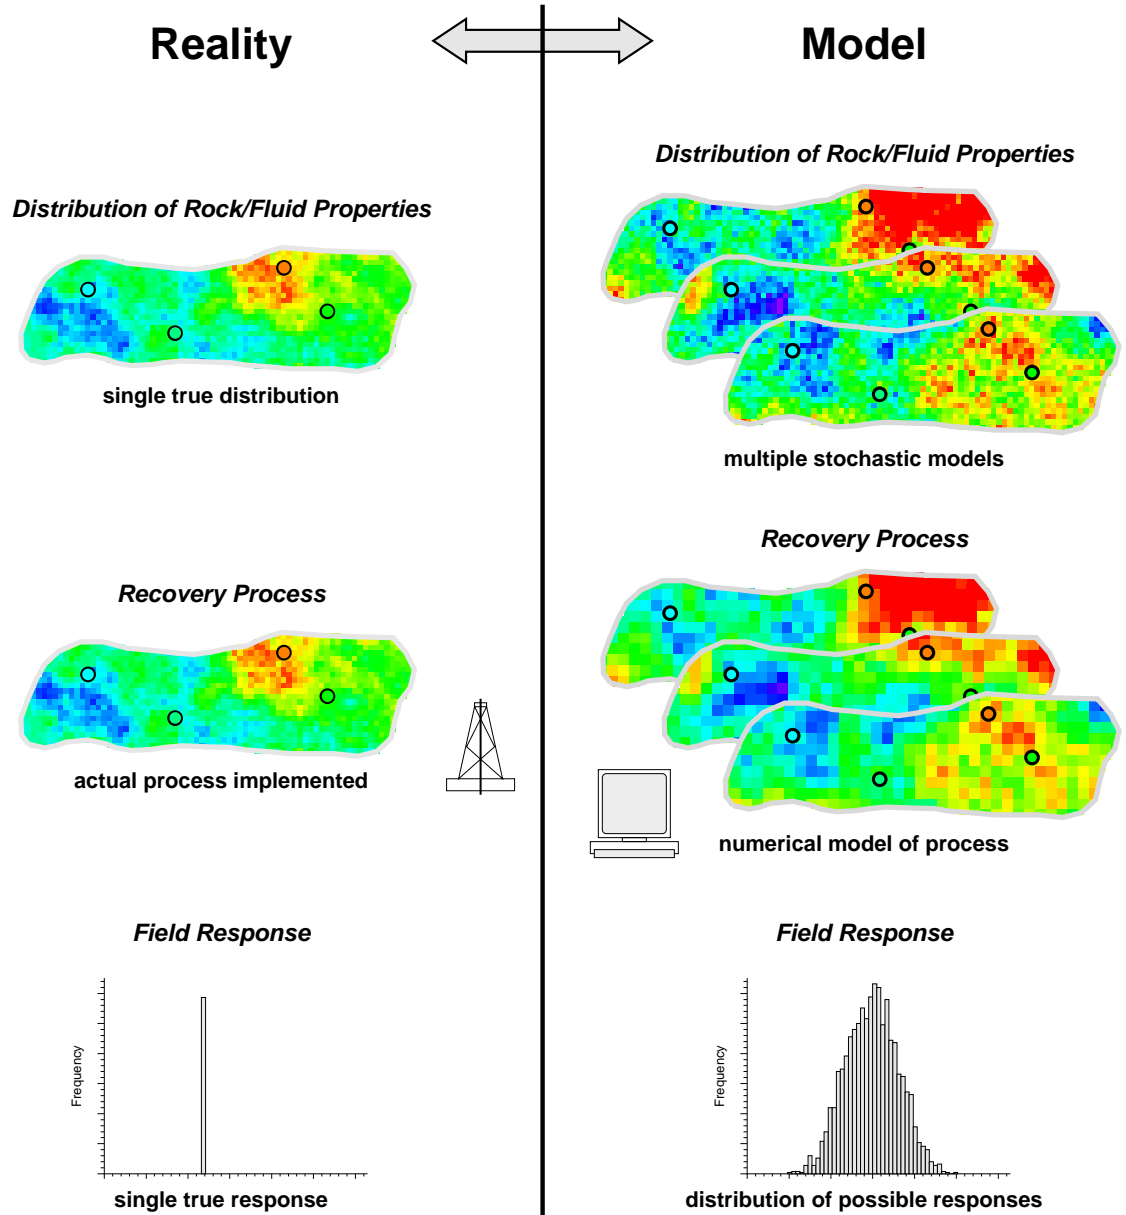 Reality
Model
Distribution of Rock/Fluid Properties
single true distribution
Recovery Process
actual process implemented
Field Response
Frequency
single true response
Distribution of Rock/Fluid Properties
multiple stochastic models
Recovery Process
numerical model of process
Field Response
Frequency
distribution of possible responses